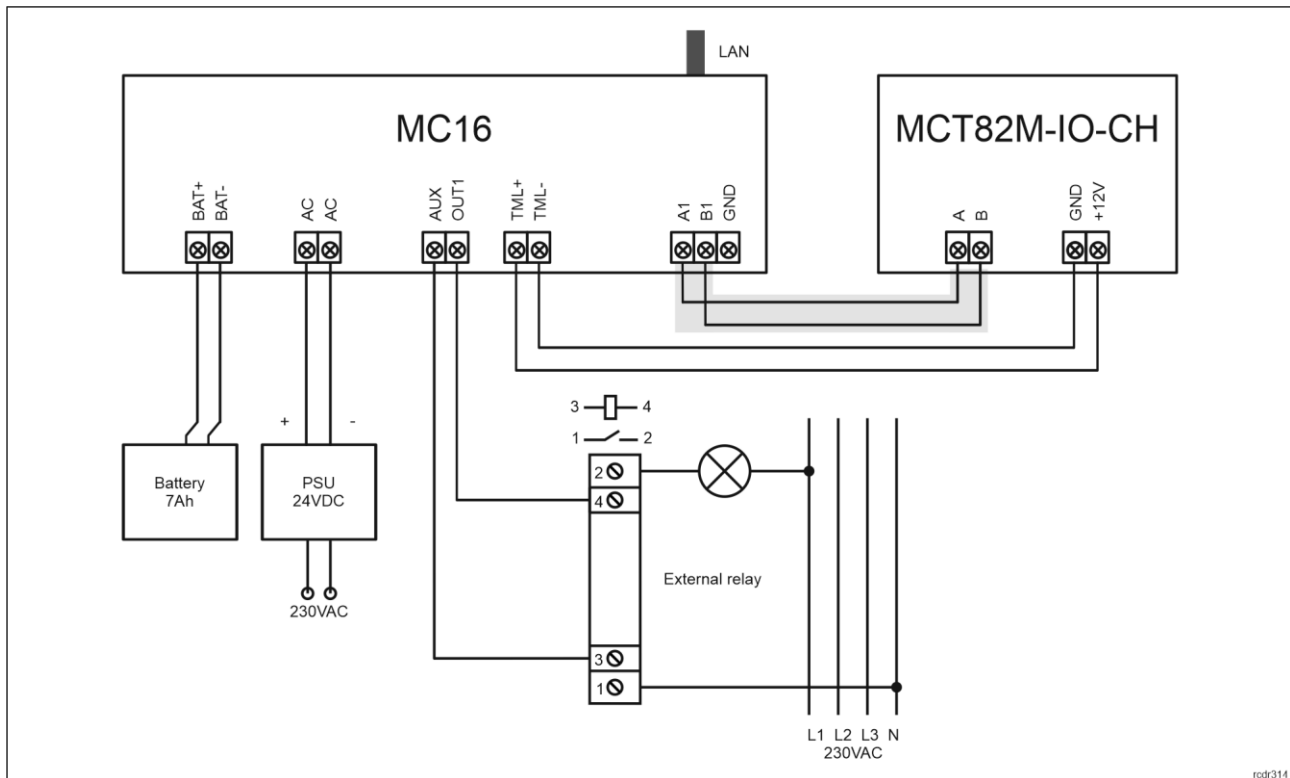 LAN
MC16
MCT82M-IO-CH
BAT+
BAT-
AC
AC
AUX
OUT1
TML+
TML-
A1
B1
GND
A
B
GND
+12V
3 4
1 2
+ -
Battery
7Ah
PSU
24VDC
2
4
External relay
230VAC
3
1
L1 L2 L3 N
230VAC
rcdr314